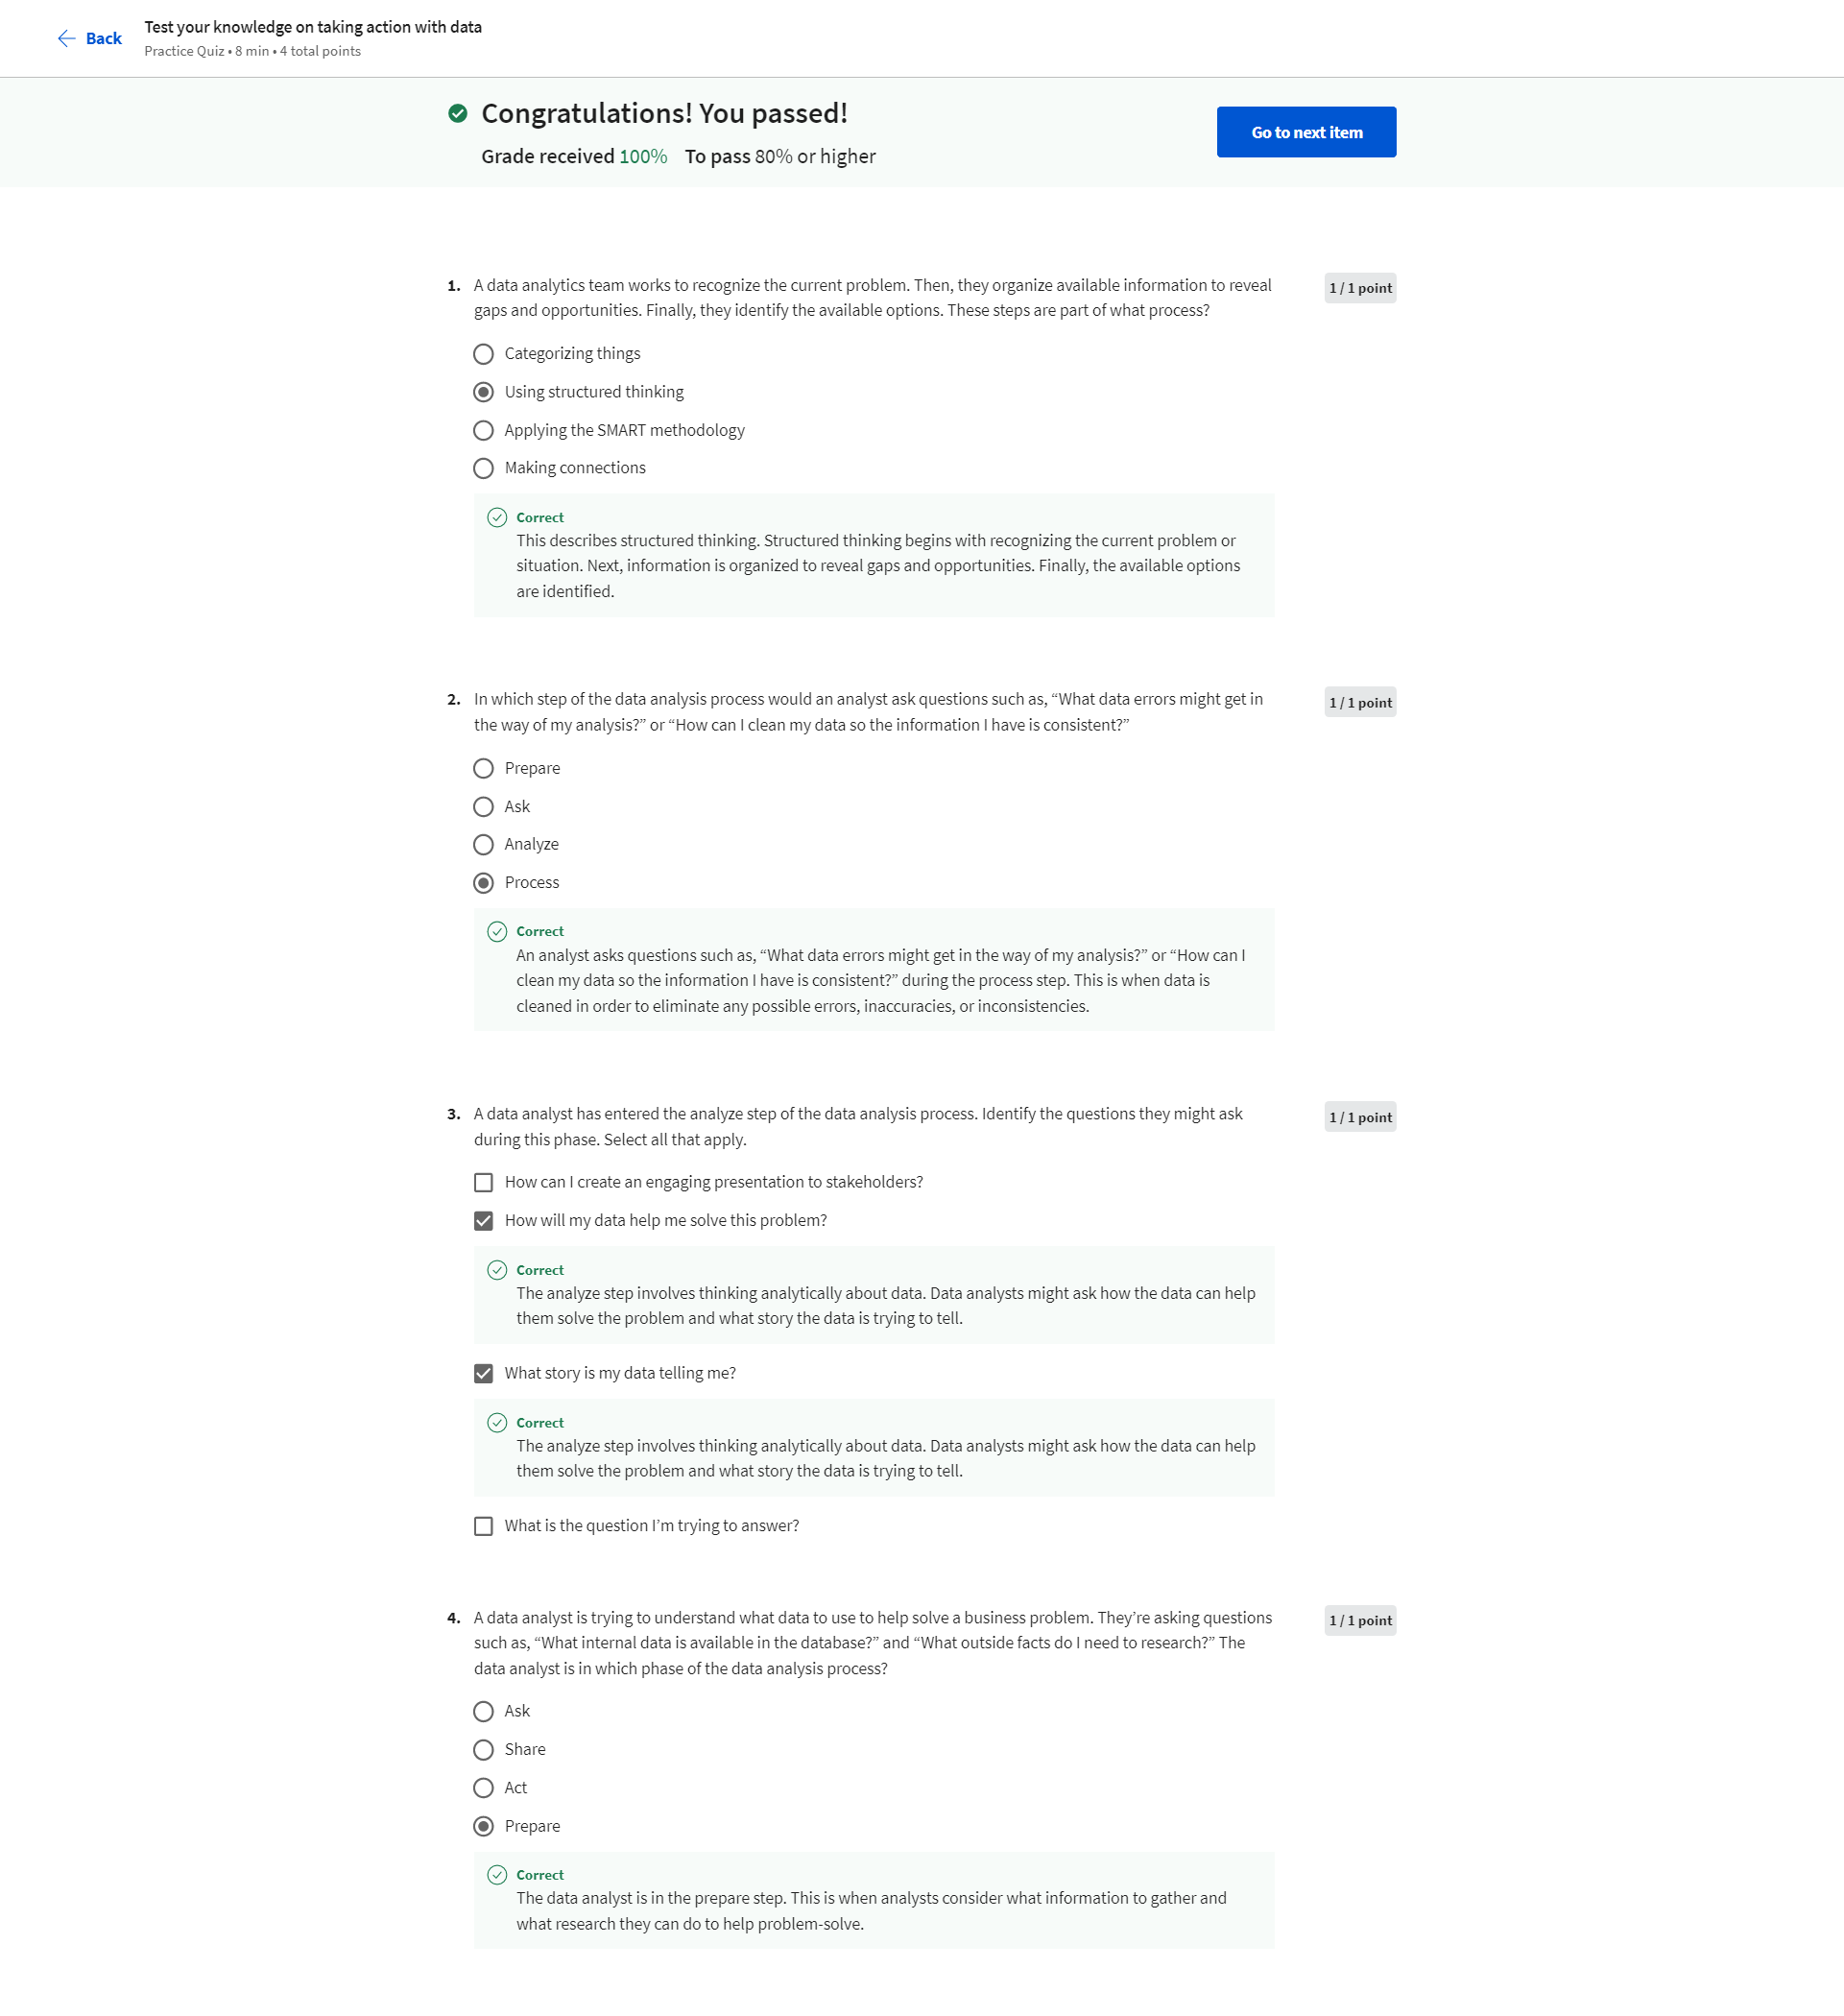 Back
Test your knowledge on taking action with data
Practice Quiz • 8 min • 4 total points
Congratulations! You passed!
Grade received 100% To pass 80% or higher
Go to next item
1. A data analytics team works to recognize the current problem. Then, they organize available information to reveal
gaps and opportunities. Finally, they identify the available options. These steps are part of what process?
1 / 1 point
Categorizing things
Using structured thinking
Applying the SMART methodology
Making connections
Correct
This describes structured thinking. Structured thinking begins with recognizing the current problem or
situation. Next, information is organized to reveal gaps and opportunities. Finally, the available options
are identified.
2. In which step of the data analysis process would an analyst ask questions such as, “What data errors might get in
the way of my analysis?” or “How can I clean my data so the information I have is consistent?”
1 / 1 point
Prepare
Ask
Analyze
Process
Correct
An analyst asks questions such as, “What data errors might get in the way of my analysis?” or “How can I
clean my data so the information I have is consistent?” during the process step. This is when data is
cleaned in order to eliminate any possible errors, inaccuracies, or inconsistencies.
3. A data analyst has entered the analyze step of the data analysis process. Identify the questions they might ask
during this phase. Select all that apply.
1 / 1 point
How can I create an engaging presentation to stakeholders?
How will my data help me solve this problem?
Correct
The analyze step involves thinking analytically about data. Data analysts might ask how the data can help
them solve the problem and what story the data is trying to tell.
What story is my data telling me?
Correct
The analyze step involves thinking analytically about data. Data analysts might ask how the data can help
them solve the problem and what story the data is trying to tell.
What is the question I’m trying to answer?
4. A data analyst is trying to understand what data to use to help solve a business problem. They’re asking questions
such as, “What internal data is available in the database?” and “What outside facts do I need to research?” The
data analyst is in which phase of the data analysis process?
1 / 1 point
Ask
Share
Act
Prepare
Correct
The data analyst is in the prepare step. This is when analysts consider what information to gather and
what research they can do to help problem-solve.